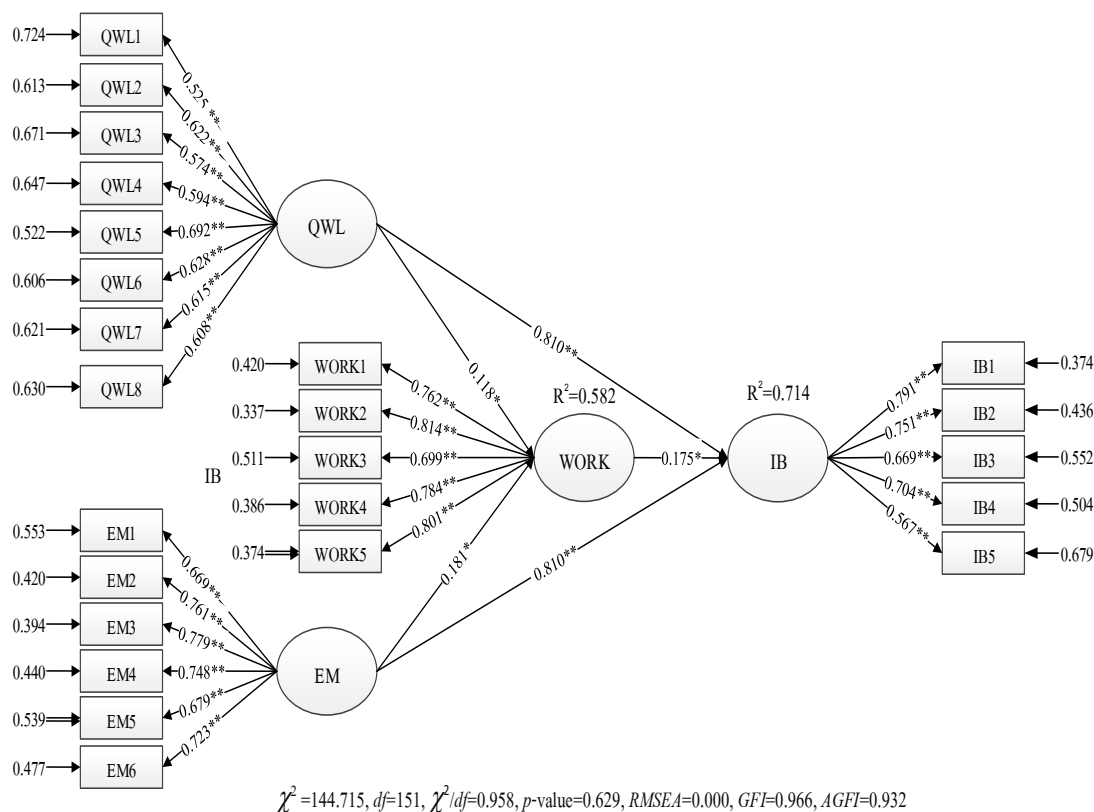 0.724
QWL1
0.613
QWL2
0.671
QWL3
0.647
QWL4
0.522
QWL5
0.606
QWL6
0.621
QWL7
0.630
QWL8
0.525**
0.622**
0.574**
0.594**
0.692**
0.628**
0.615**
0.608**
QWL
0.810**
0.118*
IB
0.420
WORK1
0.337
WORK2
0.511
WORK3
0.386
WORK4
0.374
WORK5
0.762**
0.814**
0.699**
0.784**
0.801**
R²=0.582
WORK
0.175*
R²=0.714
IB
0.791**
0.751**
0.669**
0.704**
0.567**
IB1
0.374
IB2
0.436
IB3
0.552
IB4
0.504
IB5
0.679
0.553
EM1
0.420
EM2
0.394
EM3
0.440
EM4
0.539
EM5
0.477
EM6
0.669**
0.761**
0.779**
0.748**
0.679**
0.723**
EM
0.181*
0.810**
χ² =144.715, df=151, χ²/df=0.958, p-value=0.629, RMSEA=0.000, GFI=0.966, AGFI=0.932